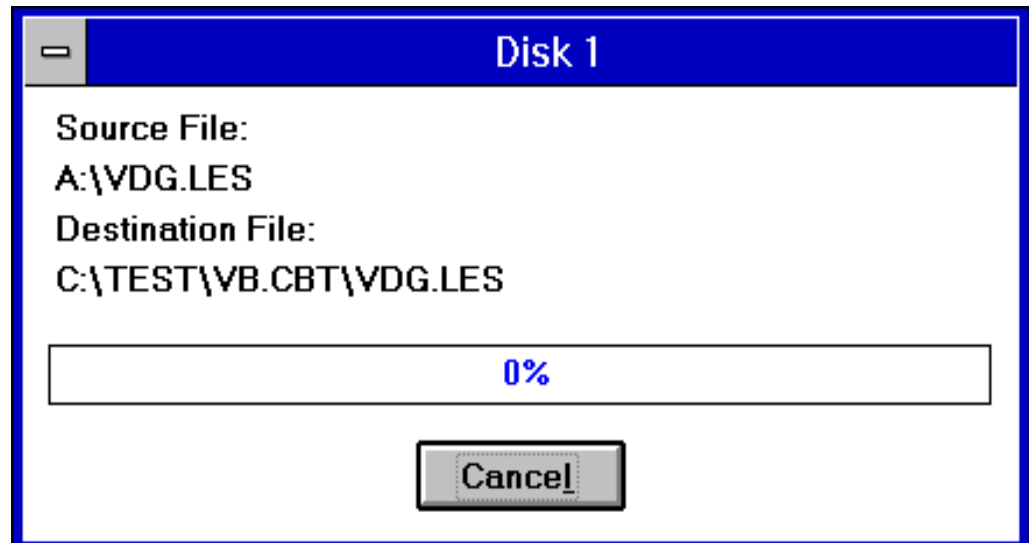 Disk 1
Source File:
A:\VDG.LES
Destination File:
C:\TEST\VB.CBT\VDG.LES
0%
Cancel